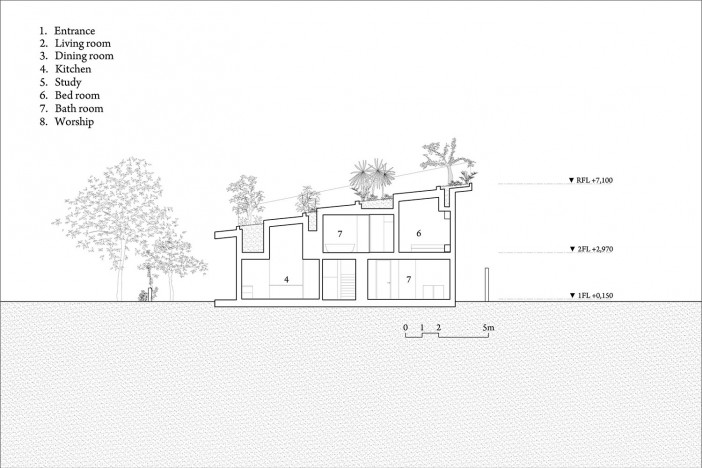 1. Entrance
2. Living room
3. Dining room
4. Kitchen
5. Study
6. Bed room
7. Bath room
8. Worship
▼ RFL +7,100
7
6
▼ 2FL +2,970
4
7
▼ 1FL +0,150
0 1 2 5m